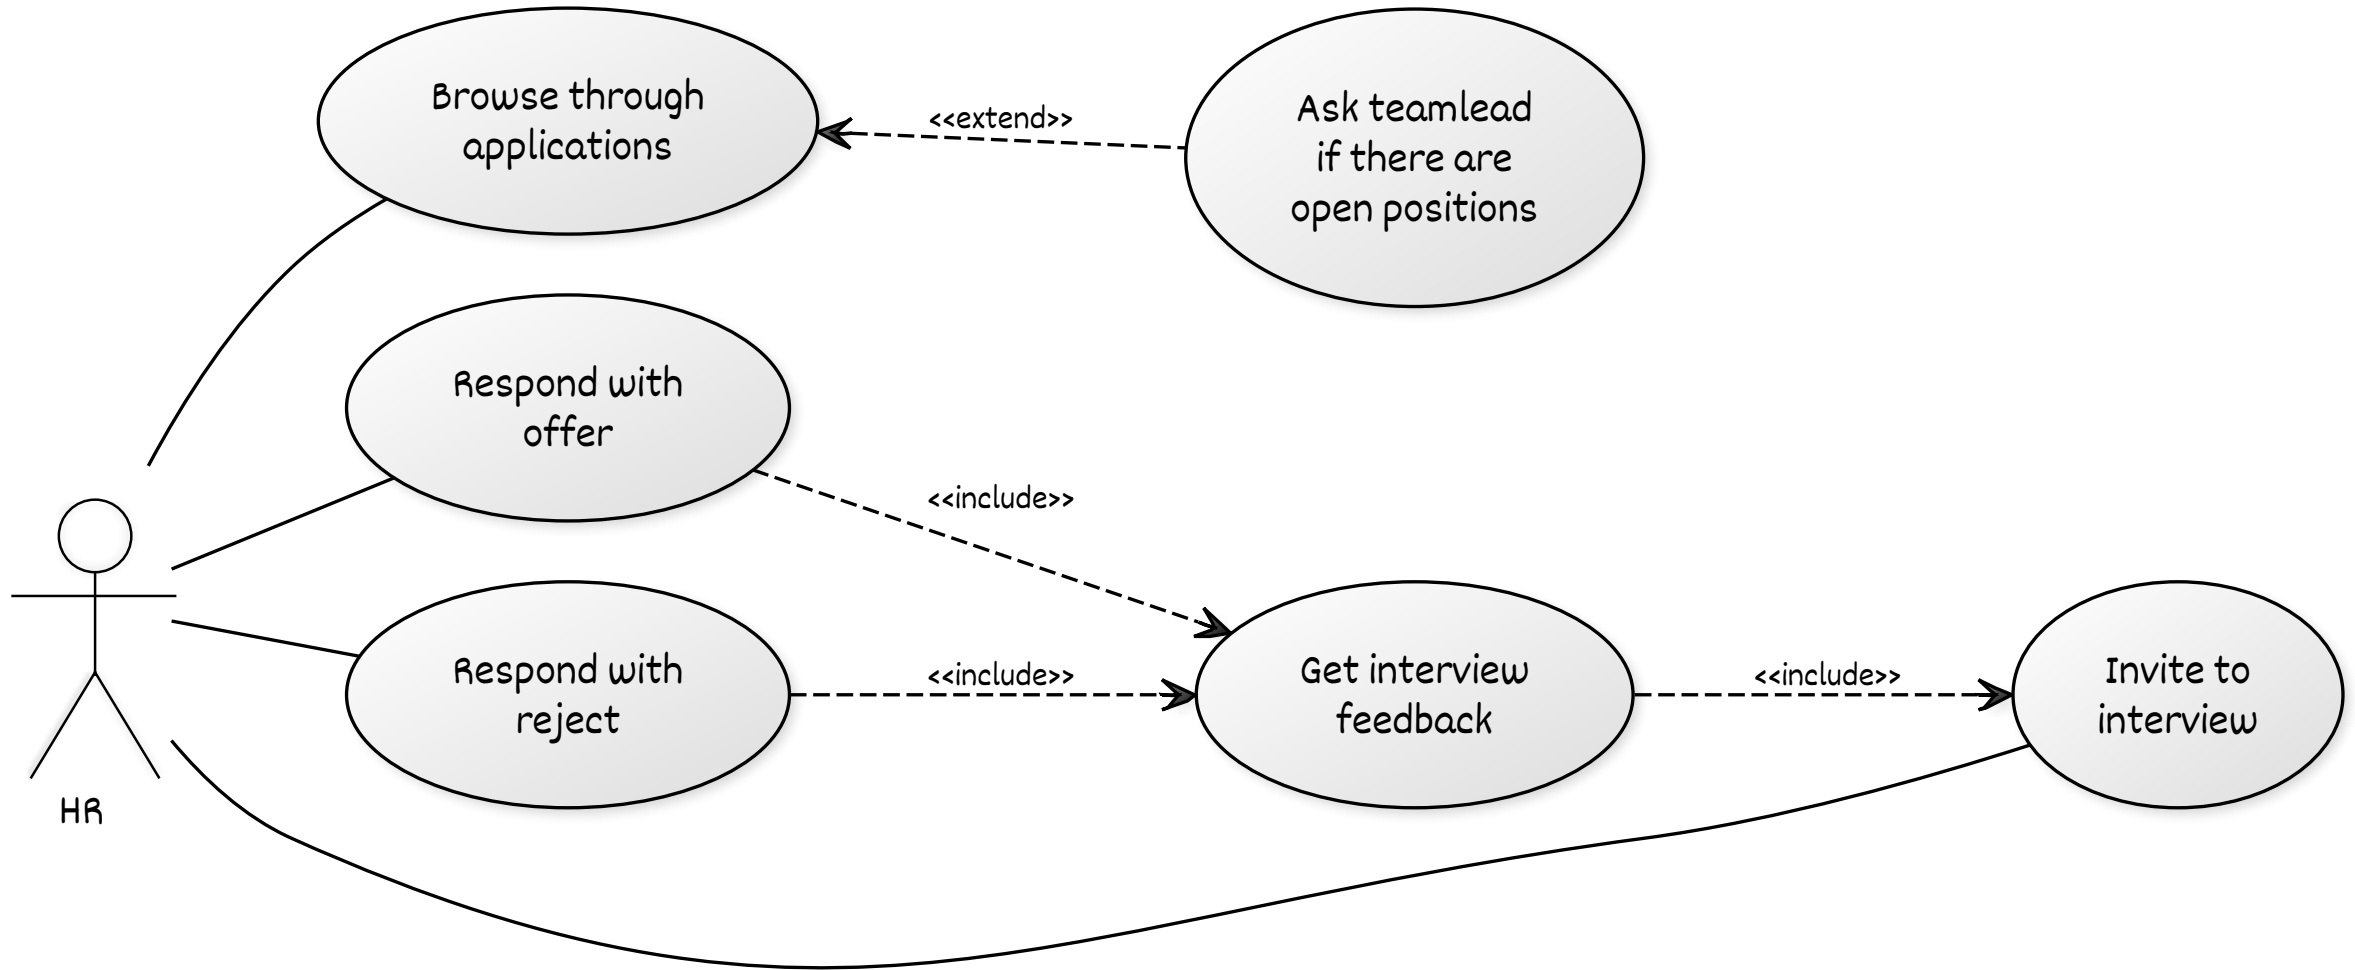 Browse through
applications
<<extend>>
Ask teamlead
if there are
open positions
Respond with
offer
<<include>>
Respond with
reject
<<include>>
Get interview
feedback
<<include>>
Invite to
interview
HR